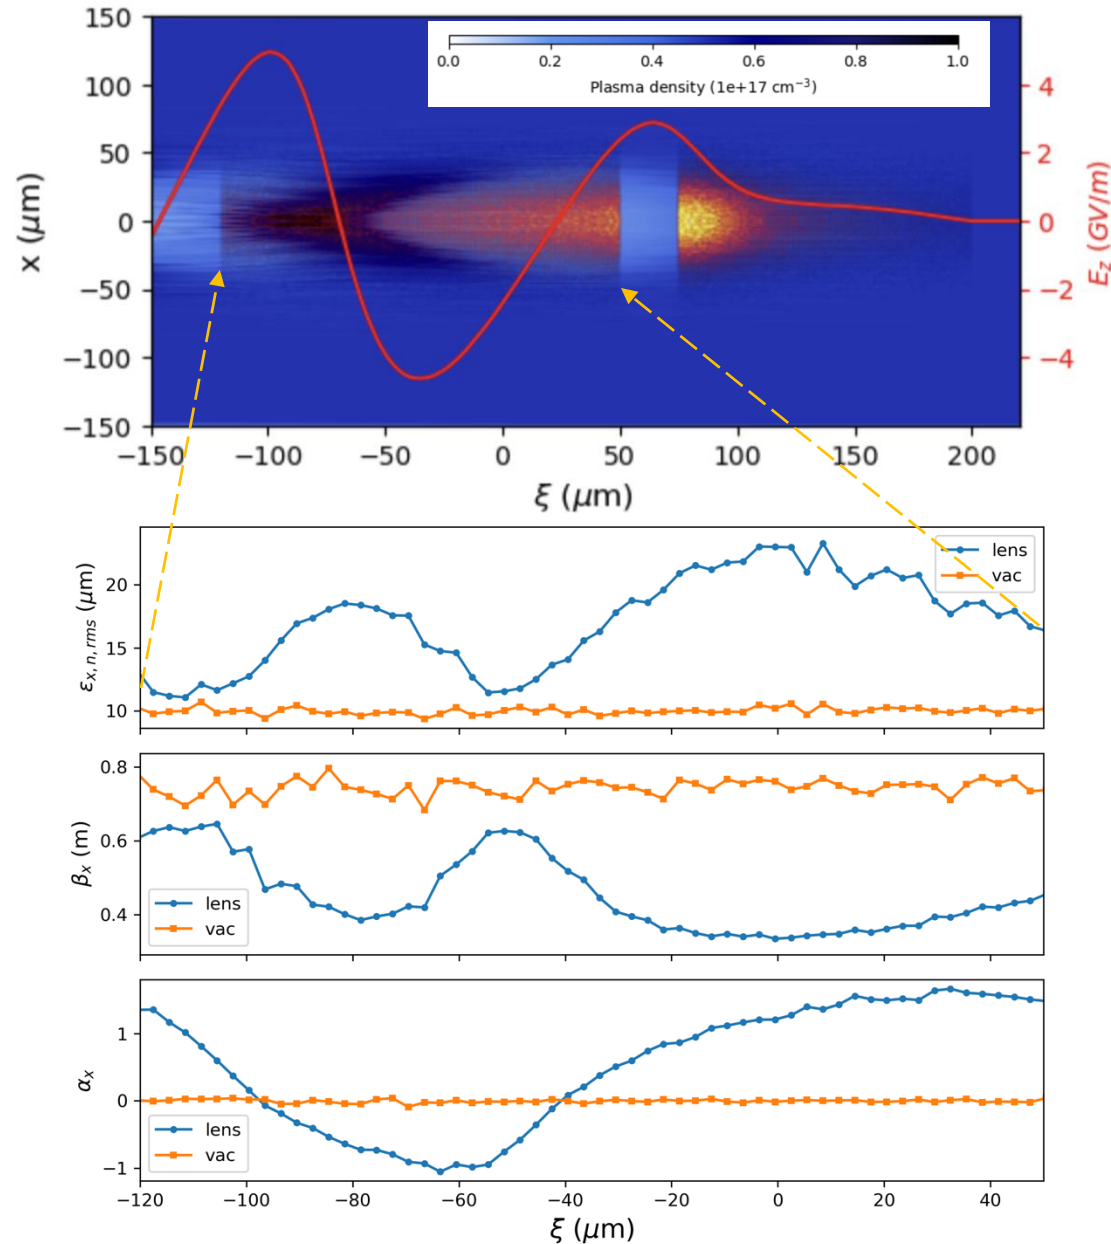 150
100
50
0
−50
−100
−150
x (μm)
0.0 0.2 0.4 0.6 0.8 1.0
Plasma density (1e+17 cm⁻³)
4
2
0
−2
−4
E_z (GV/m)
−150 −100 −50 0 50 100 150 200
ξ (μm)
20
15
10
ε_{x,n,rms} (μm)
lens
vac
0.8
0.6
0.4
β_x (m)
lens
vac
1
0
−1
α_x
lens
vac
−120 −100 −80 −60 −40 −20 0 20 40
ξ (μm)